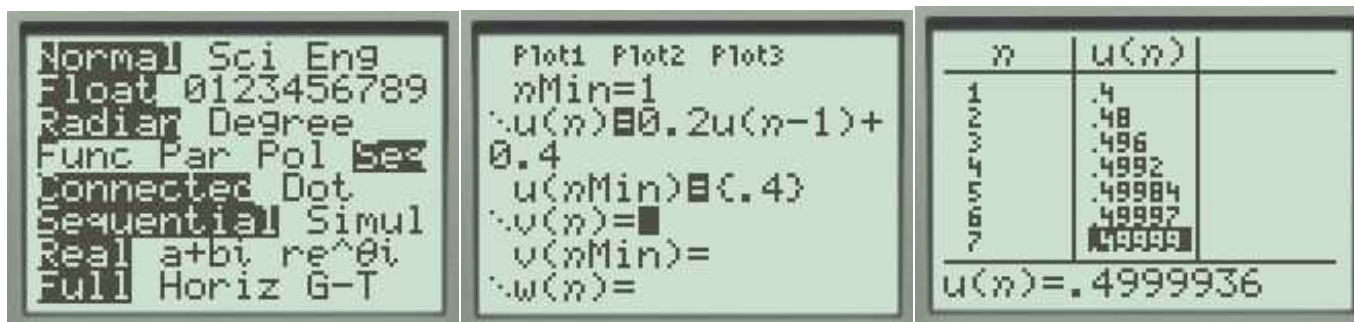 Normal Sci Eng
Float 0123456789
Radian Degree
Func Par Pol Seq
Connected Dot
Sequential Simul
Real a+bi re^θi
Full Horiz G-T
Plot1 Plot2 Plot3
nMin=1
u(n)=0.2u(n-1)+
0.4
u(nMin)={.4}
v(n)=
v(nMin)=
w(n)=
n u(n)
1 .4
2 .48
3 .496
4 .4992
5 .49984
6 .49997
7 .49999
u(n)=.4999936